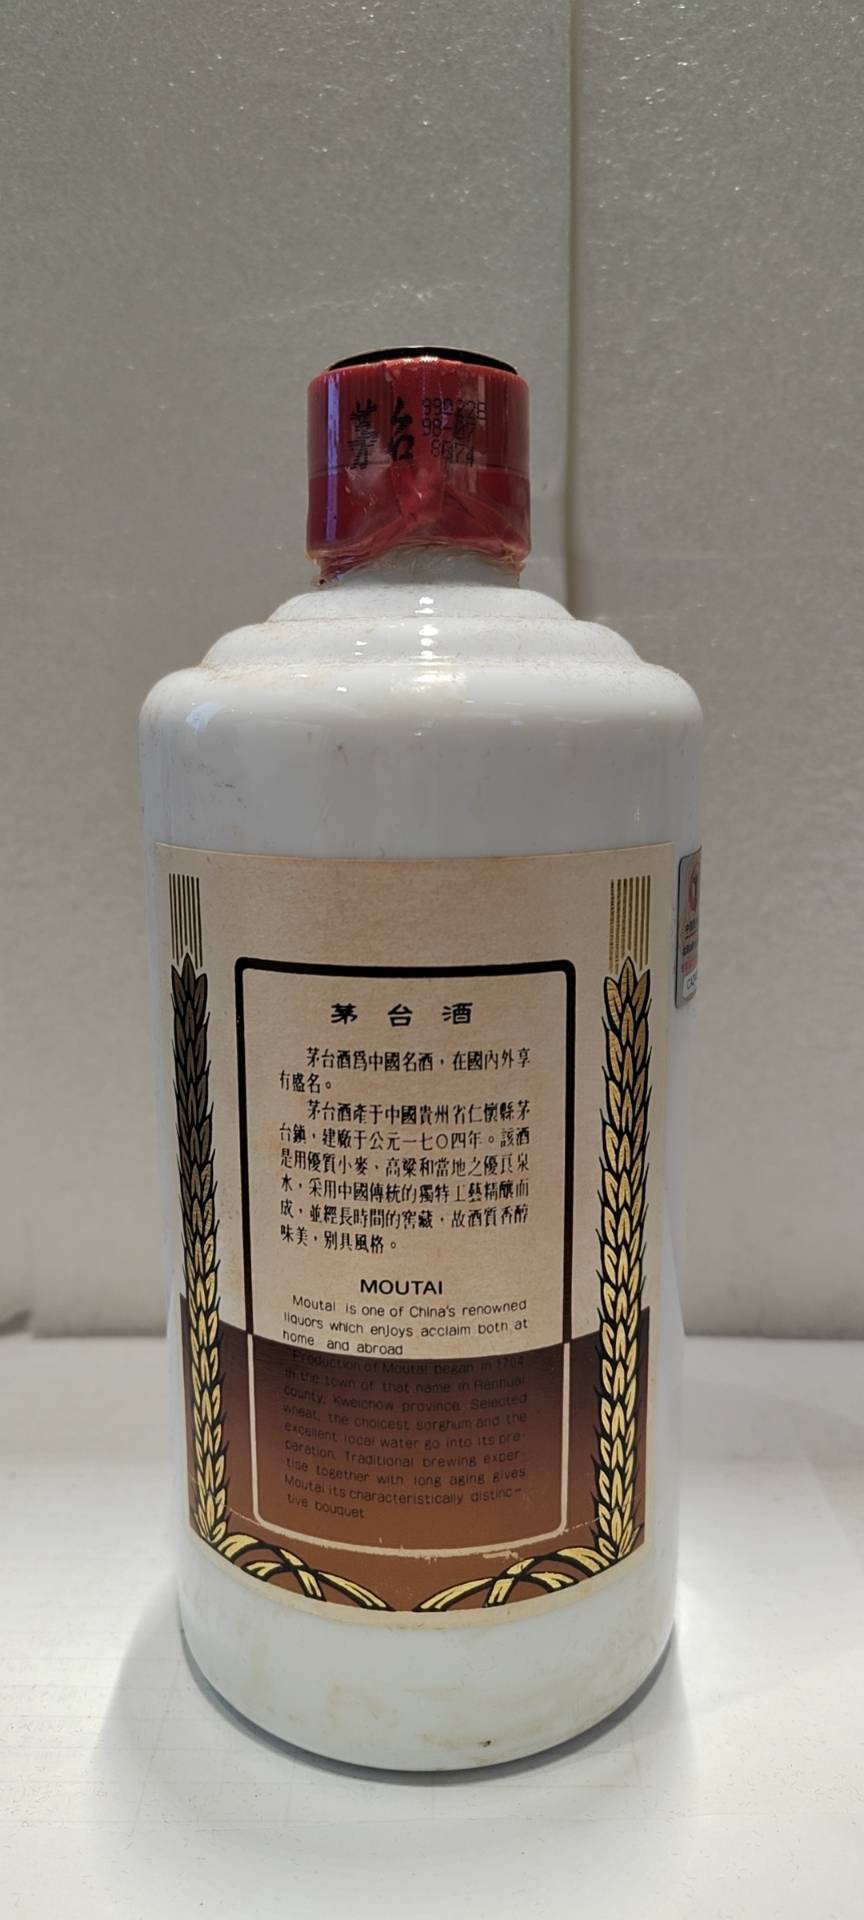 茅台
990228
98-07
8074
茅台酒
茅台酒爲中國名酒，在國內外享
有盛名。
茅台酒產于中國貴州省仁懷縣茅
台鎮，建廠于公元一七〇四年。該酒
是用優質小麥、高粱和當地之優良泉
水，采用中國傳統的獨特工藝精釀而
成，並經長時間的窖藏，故酒質香醇
味美，別具風格。
MOUTAI
Moutai is one of China's renowned
liquors which enjoys acclaim both at
home and abroad
Production of Moutai began in 1704
in the town of that name in Renhuai
county, Kweichow province. Selected
wheat, the choicest sorghum and the
excellent local water go into its pre-
paration. Traditional brewing exper-
tise together with long aging gives
Moutai its characteristically distinc-
tive bouquet.